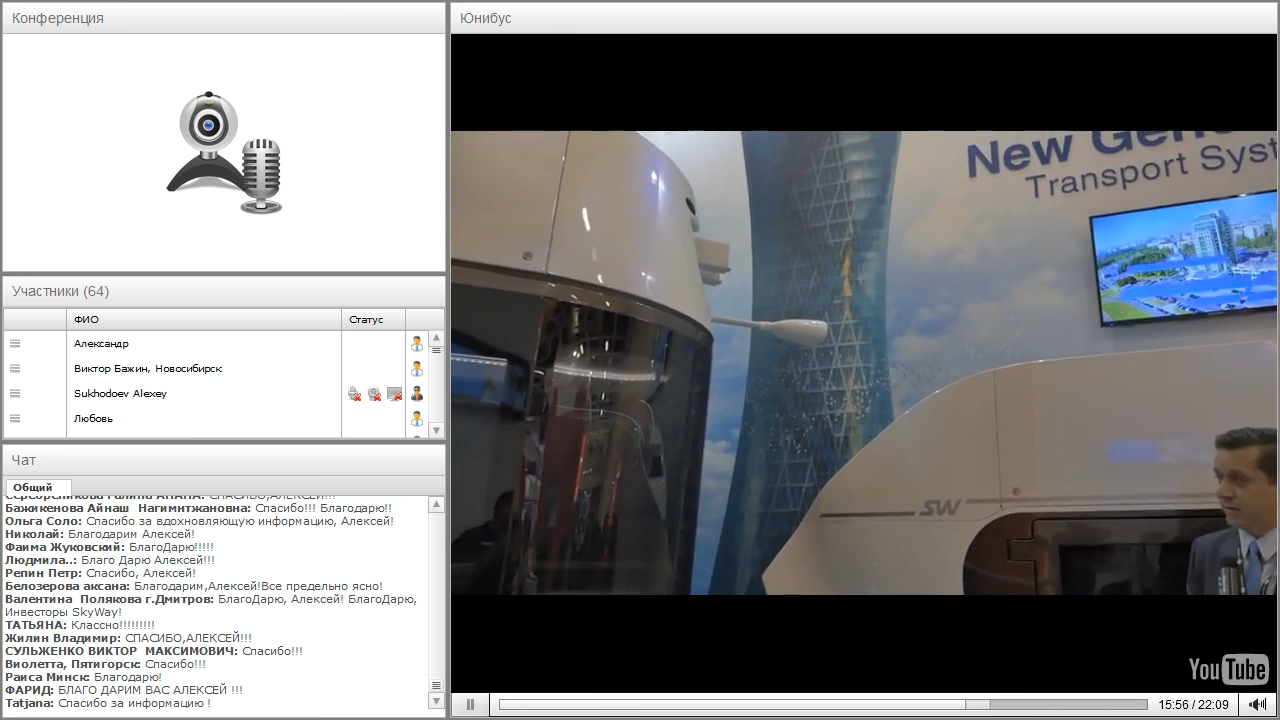 Конференция
Юнибус
New Gene
Transport Syst
SW
Участники (64)
ФИО
Статус
Александр
Виктор Бажин, Новосибирск
Sukhodoev Alexey
Любовь
Чат
Общий
Бажикенова Айнаш Нагимнтжановна: Спасибо!!! Благодарю!!
Ольга Соло: Спасибо за вдохновляющую информацию, Алексей!
Николай: Благодарим Алексей!
Фаима Жуковский: БлагоДарю!!!!!
Людмила..: Благо Дарю Алексей!!!
Репин Петр: Спасибо, Алексей!
Белозерова аксана: Благодарим,Алексей!Все предельно ясно!
Валентина Полякова г.Дмитров: БлагоДарю, Алексей! БлагоДарю,
Инвесторы SkyWay!
ТАТЬЯНА: Классно!!!!!!!!!
Жилин Владимир: СПАСИБО,АЛЕКСЕЙ!!!
СУЛЬЖЕНКО ВИКТОР МАКСИМОВИЧ: Спасибо!!!
Виолетта, Пятигорск: Спасибо!!!
Раиса Минск: Благодарю!
ФАРИД: БЛАГО ДАРИМ ВАС АЛЕКСЕЙ !!!
Tatjana: Спасибо за информацию !
YouTube
15:56 / 22:09